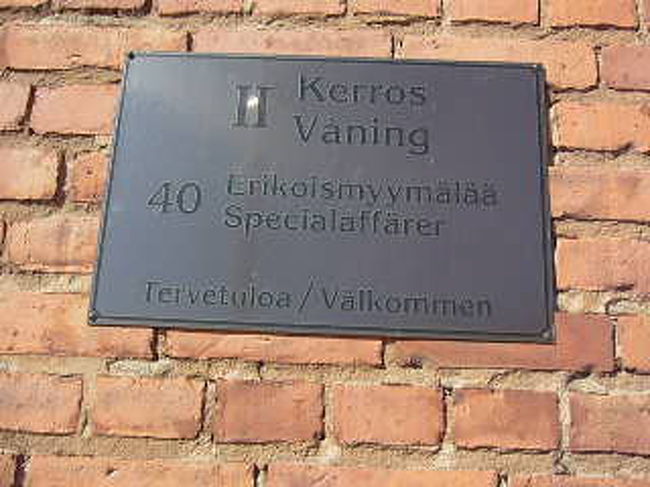 II Kerros
Våning
40 Erikoismyymälää
Specialaffärer
Tervetuloa / Välkommen